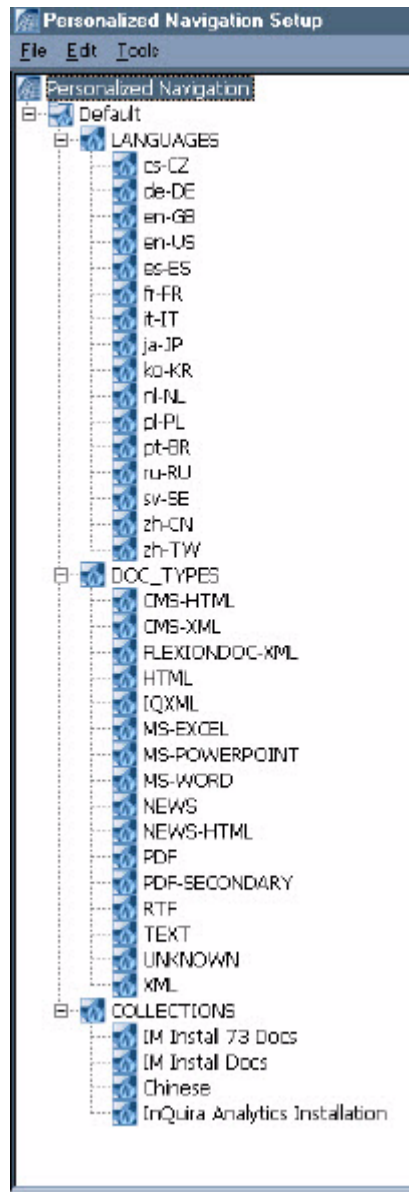 Personalized Navigation Setup
File Edit Tools
Personalized Navigation
Default
LANGUAGES
cs-CZ
de-DE
en-GB
en-US
es-ES
fr-FR
it-IT
ja-JP
ko-KR
nl-NL
pl-PL
pt-BR
ru-RU
sv-SE
zh-CN
zh-TW
DOC_TYPES
CMS-HTML
CMS-XML
FLEXIONDOC-XML
HTML
IQXML
MS-EXCEL
MS-POWERPOINT
MS-WORD
NEWS
NEWS-HTML
PDF
PDF-SECONDARY
RTF
TEXT
UNKNOWN
XML
COLLECTIONS
IM Instal 73 Docs
IM Instal Docs
Chinese
InQuira Analytics Installation